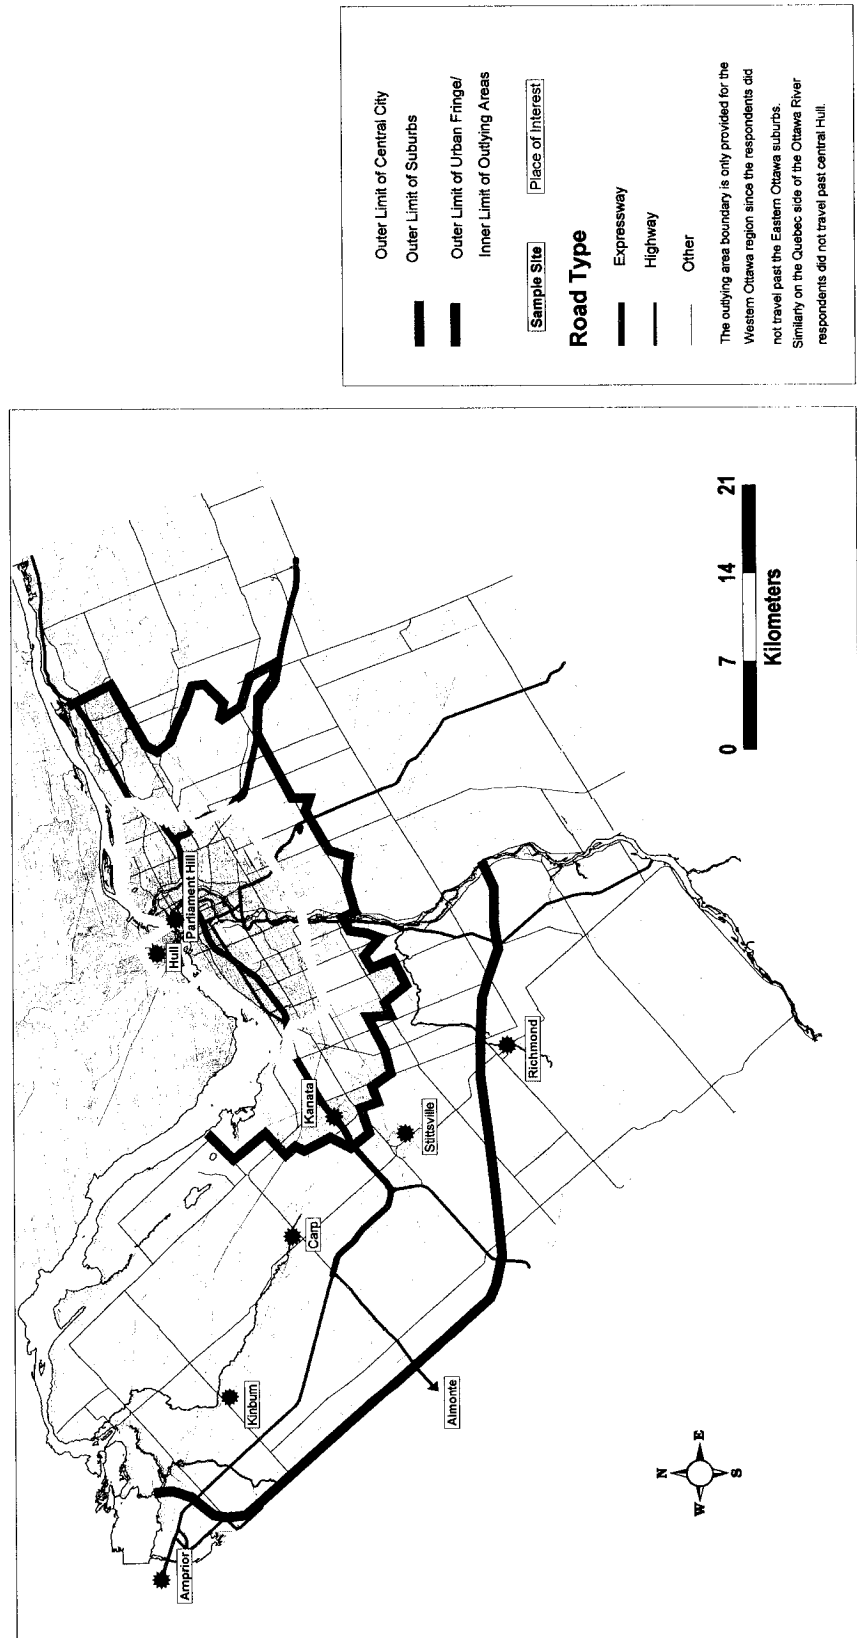 Outer Limit of Central City
Outer Limit of Suburbs
Outer Limit of Urban Fringe/
Inner Limit of Outlying Areas
Sample Site
Place of Interest
Road Type
Expressway
Highway
Other
The outlying area boundary is only provided for the
Western Ottawa region since the respondents did
not travel past the Eastern Ottawa suburbs.
Similarly on the Quebec side of the Ottawa River
respondents did not travel past central Hull.
Arnprior
Kinburn
Carp
Almonte
Stittsville
Kanata
Richmond
Hull
Parliament Hill
0 7 14 21
Kilometers
N
W
E
S